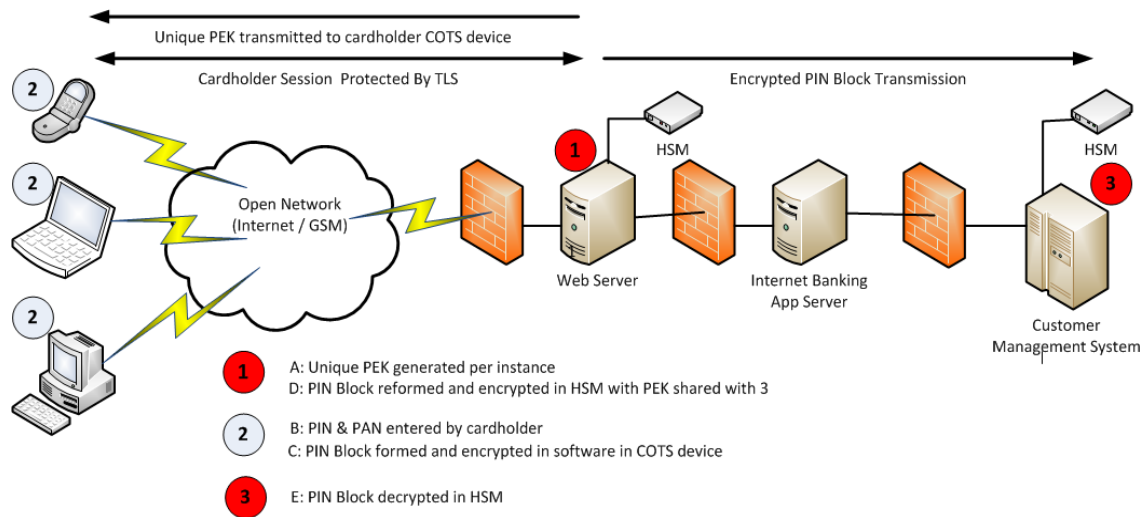 Unique PEK transmitted to cardholder COTS device
Cardholder Session Protected By TLS
Encrypted PIN Block Transmission
2
1
HSM
HSM
3
2
Open Network
(Internet / GSM)
Web Server
Internet Banking
App Server
2
Customer
Management System
1
A: Unique PEK generated per instance
D: PIN Block reformed and encrypted in HSM with PEK shared with 3
2
B: PIN & PAN entered by cardholder
C: PIN Block formed and encrypted in software in COTS device
3
E: PIN Block decrypted in HSM